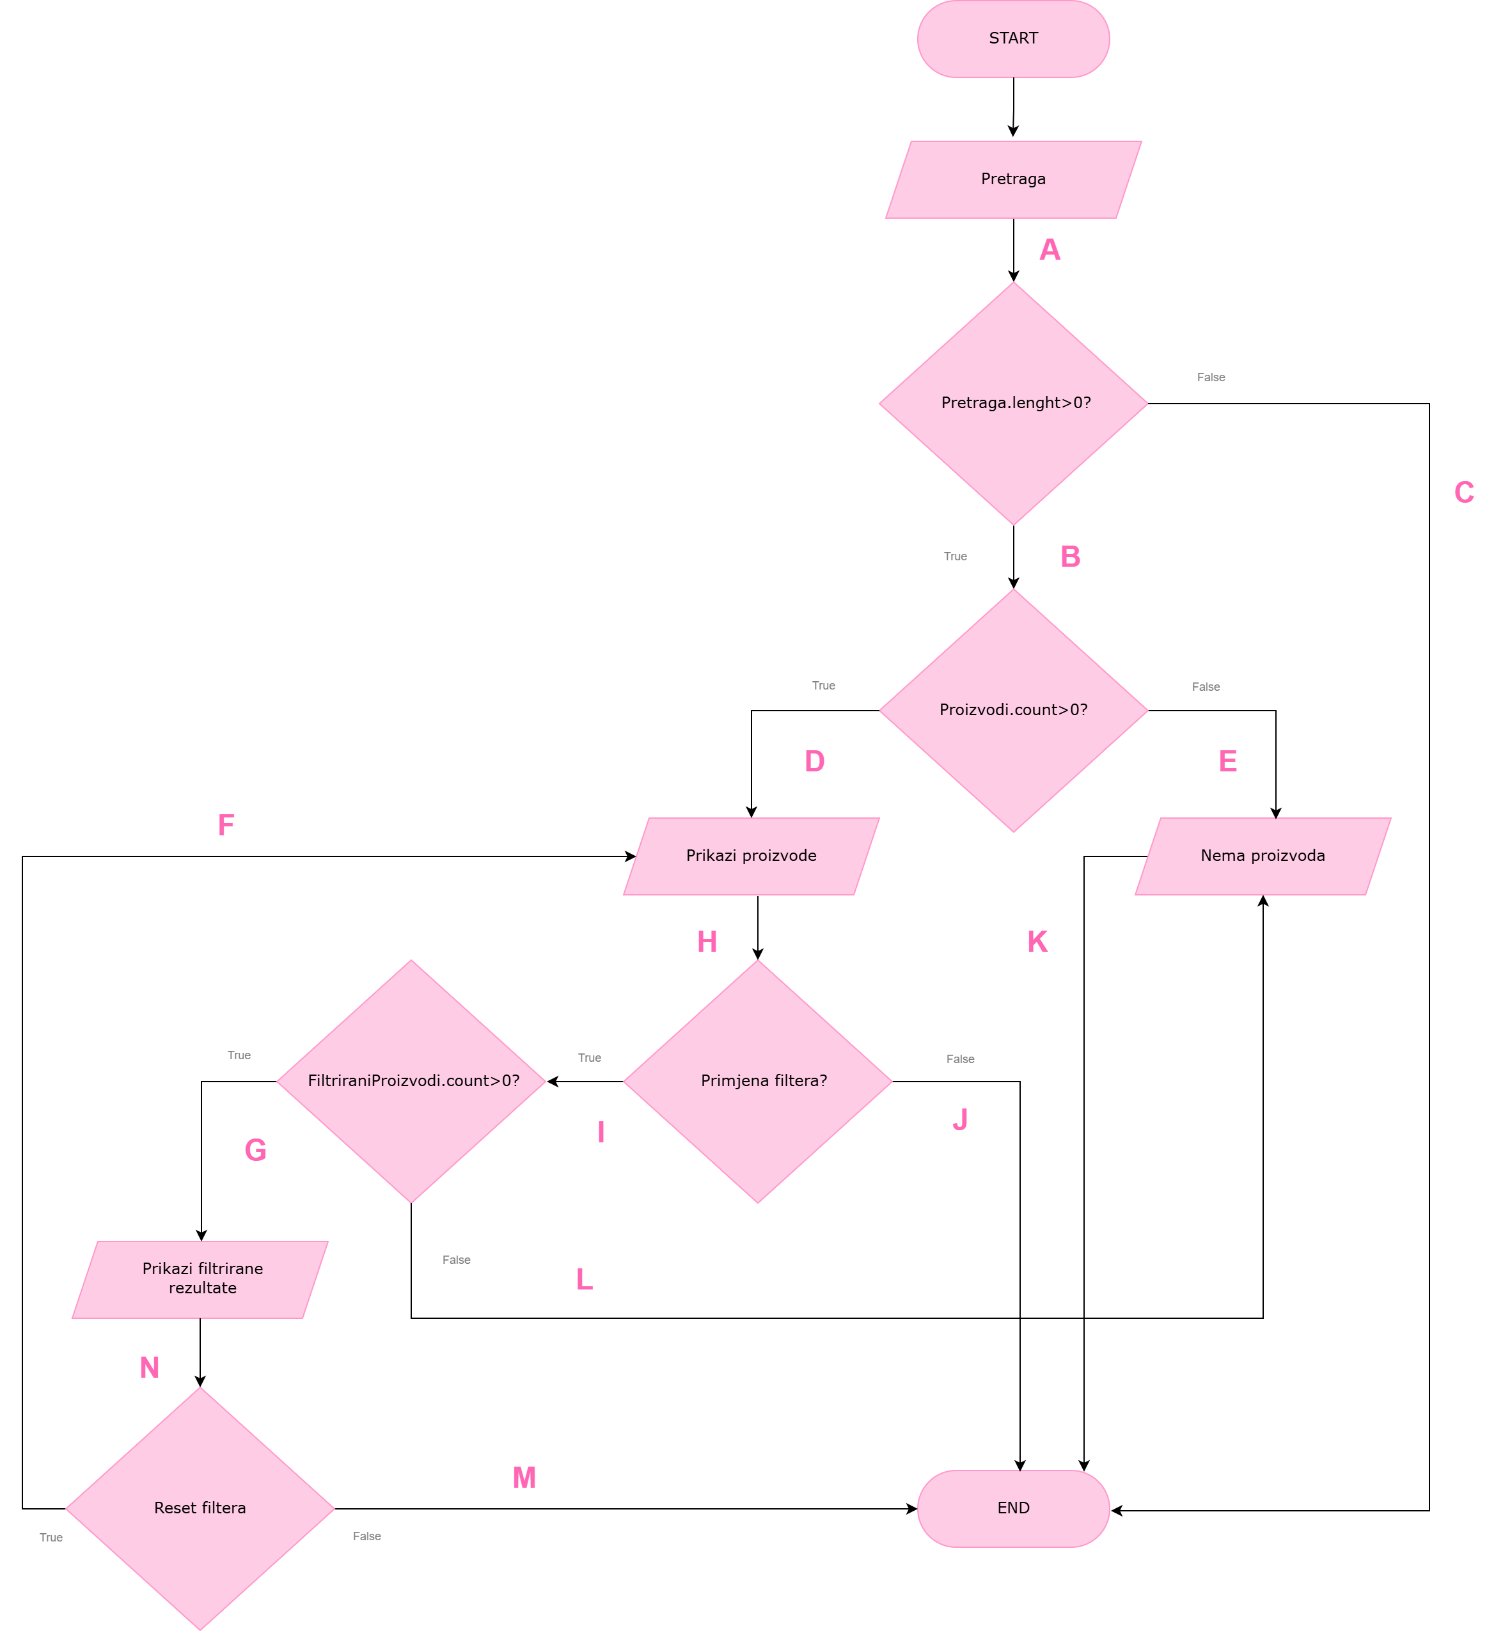 START
Pretraga
A
Pretraga.lenght>0?
False
C
True
B
Proizvodi.count>0?
True
False
D
E
F
Prikazi proizvode
Nema proizvoda
H
K
FiltriraniProizvodi.count>0?
True
True
Primjena filtera?
False
G
I
J
Prikazi filtrirane
rezultate
False
L
N
Reset filtera
M
True
False
END